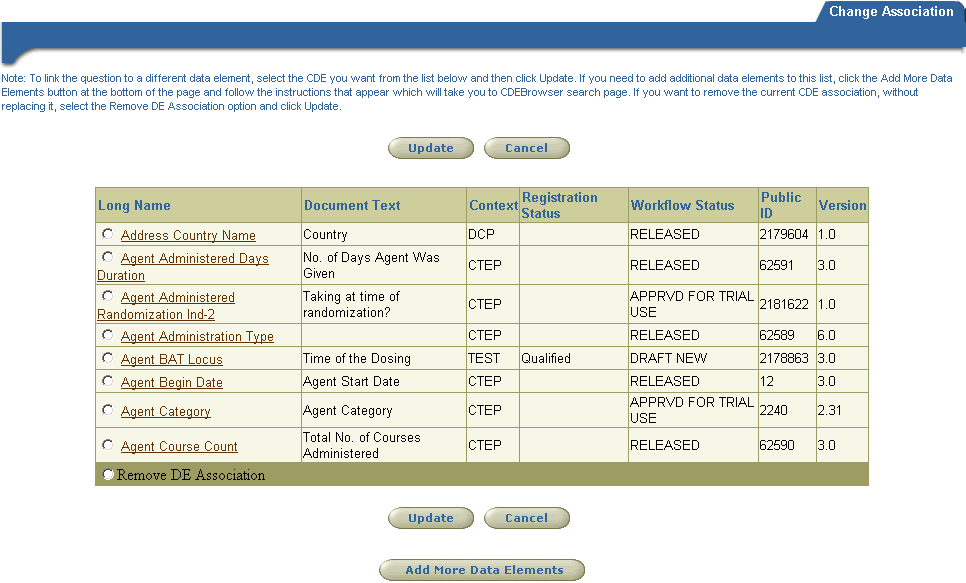 Change Association
Note: To link the question to a different data element, select the CDE you want from the list below and then click Update. If you need to add additional data elements to this list, click the Add More Data
Elements button at the bottom of the page and follow the instructions that appear which will take you to CDEBrowser search page. If you want to remove the current CDE association, without
replacing it, select the Remove DE Association option and click Update.
Update Cancel
Long Name Document Text Context Registration Status Workflow Status Public ID Version
Address Country Name Country DCP RELEASED 2179604 1.0
Agent Administered Days Duration No. of Days Agent Was Given CTEP RELEASED 62591 3.0
Agent Administered Randomization Ind-2 Taking at time of randomization? CTEP APPRVD FOR TRIAL USE 2181622 1.0
Agent Administration Type CTEP RELEASED 62589 6.0
Agent BAT Locus Time of the Dosing TEST Qualified DRAFT NEW 2178863 3.0
Agent Begin Date Agent Start Date CTEP RELEASED 12 3.0
Agent Category Agent Category CTEP APPRVD FOR TRIAL USE 2240 2.31
Agent Course Count Total No. of Courses Administered CTEP RELEASED 62590 3.0
Remove DE Association
Update Cancel
Add More Data Elements